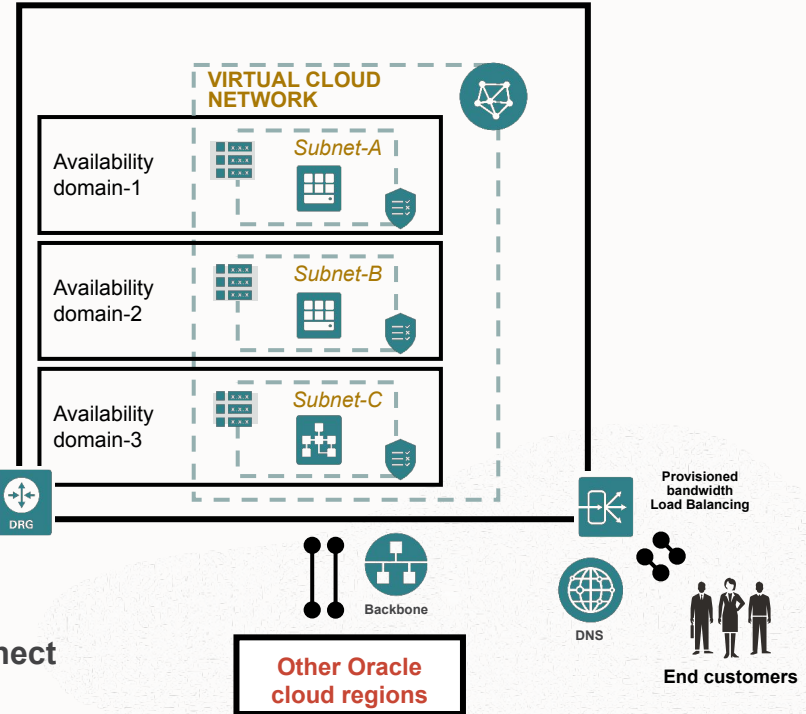 VIRTUAL CLOUD
NETWORK
Availability
domain-1
Subnet-A
Availability
domain-2
Subnet-B
Availability
domain-3
Subnet-C
DRG
Provisioned
bandwidth
Load Balancing
Backbone
DNS
nect
Other Oracle
cloud regions
End customers